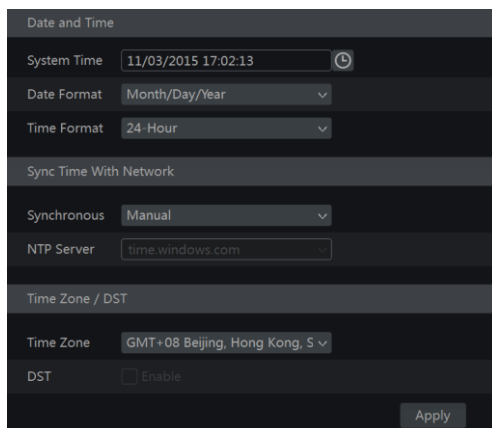 Date and Time
System Time 11/03/2015 17:02:13
Date Format Month/Day/Year
Time Format 24-Hour
Sync Time With Network
Synchronous Manual
NTP Server time.windows.com
Time Zone / DST
Time Zone GMT+08 Beijing, Hong Kong, S
DST Enable
Apply